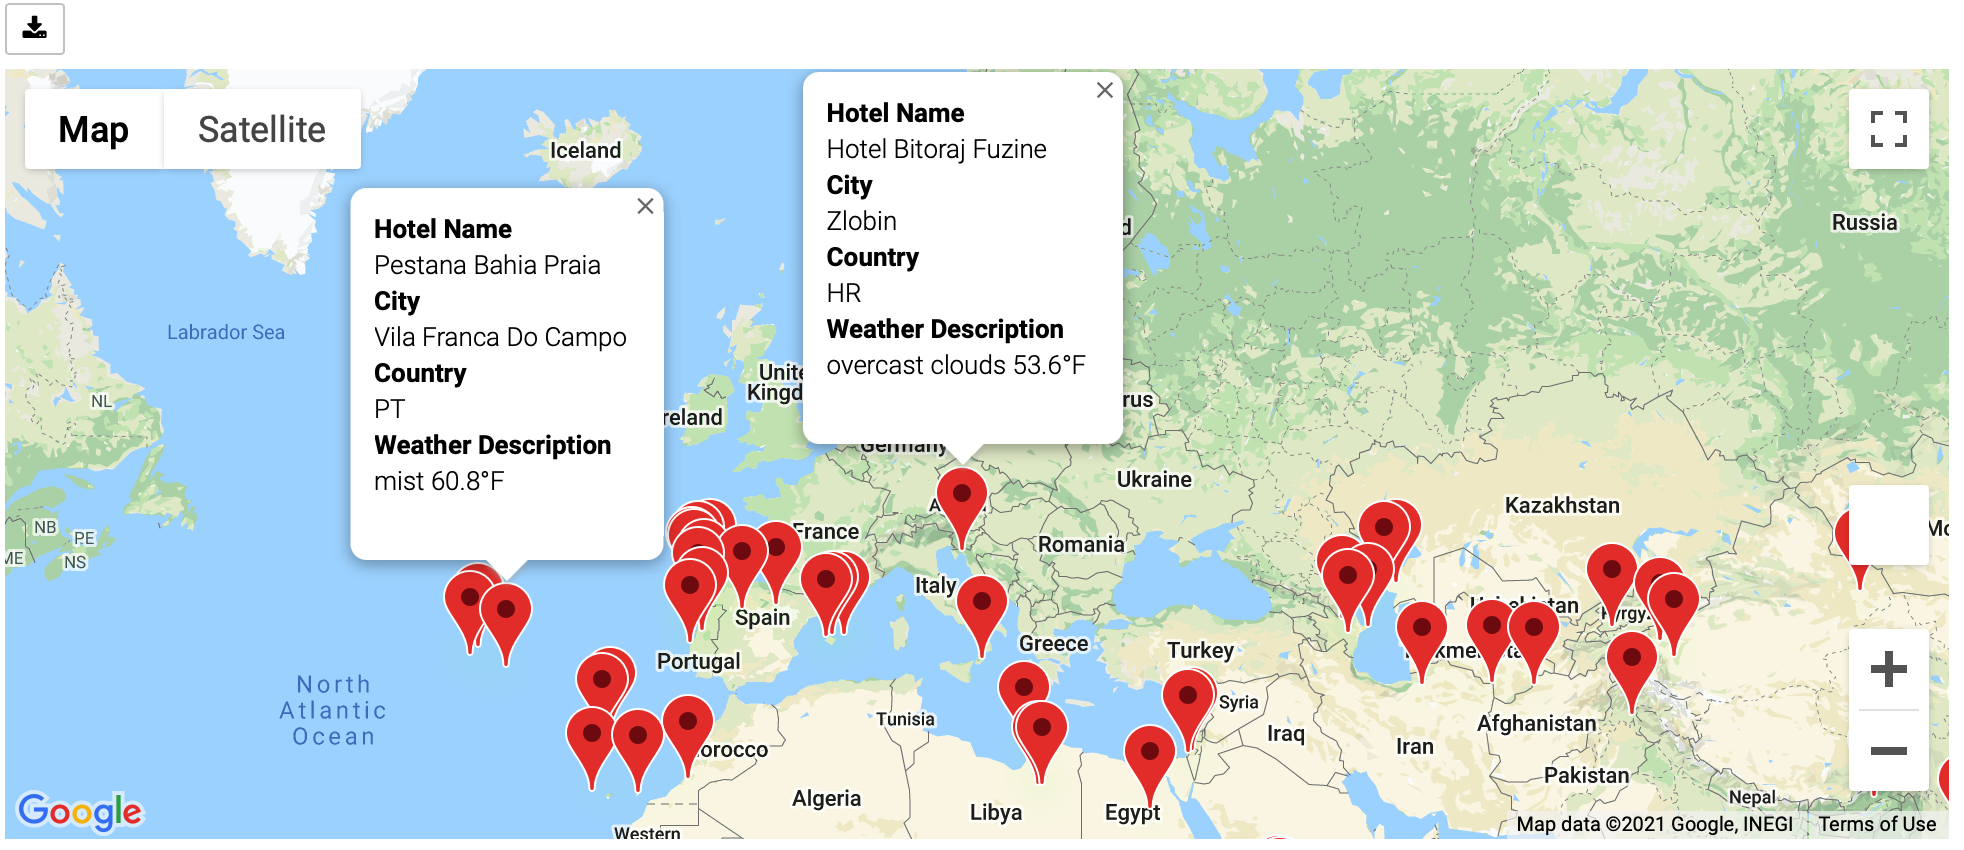 Map
Satellite
Hotel Name
Pestana Bahia Praia
City
Vila Franca Do Campo
Country
PT
Weather Description
mist 60.8°F
Hotel Name
Hotel Bitoraj Fuzine
City
Zlobin
Country
HR
Weather Description
overcast clouds 53.6°F
Iceland
Russia
Labrador Sea
NL
NB
PE
NS
ME
Unite
Kingd
reland
rus
d
Germany
Ukraine
Kazakhstan
France
Romania
Italy
Spain
Portugal
Greece
Turkey
Syria
Iraq
Iran
Afghanistan
Pakistan
Nepal
Tunisia
orocco
Algeria
Libya
Egypt
Western
North
Atlantic
Ocean
Mo
Google
Map data ©2021 Google, INEGI
Terms of Use